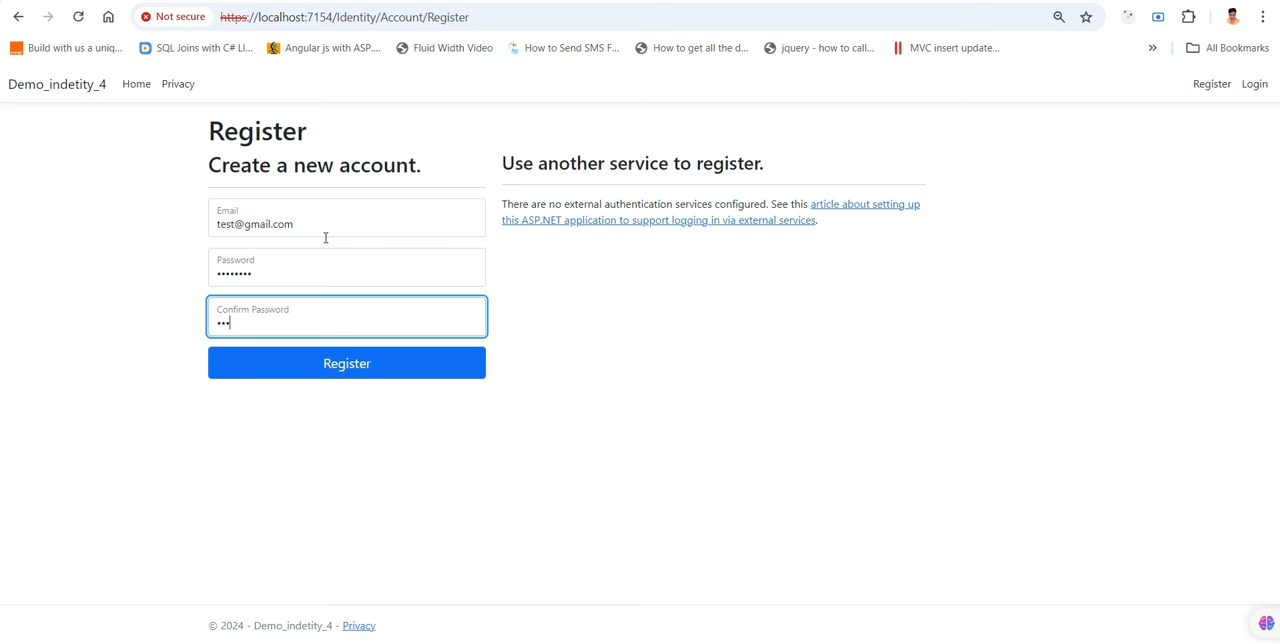 Not secure https://localhost:7154/Identity/Account/Register
Build with us a uniq... SQL Joins with C# LI... Angular js with ASP.... Fluid Width Video How to Send SMS F... How to get all the d... jquery - how to call... MVC insert update... » All Bookmarks
Demo_indetity_4 Home Privacy Register Login
Register
Create a new account.
Email
test@gmail.com
Password
••••••••
Confirm Password
•••
Register
Use another service to register.
There are no external authentication services configured. See this article about setting up
this ASP.NET application to support logging in via external services.
© 2024 - Demo_indetity_4 - Privacy